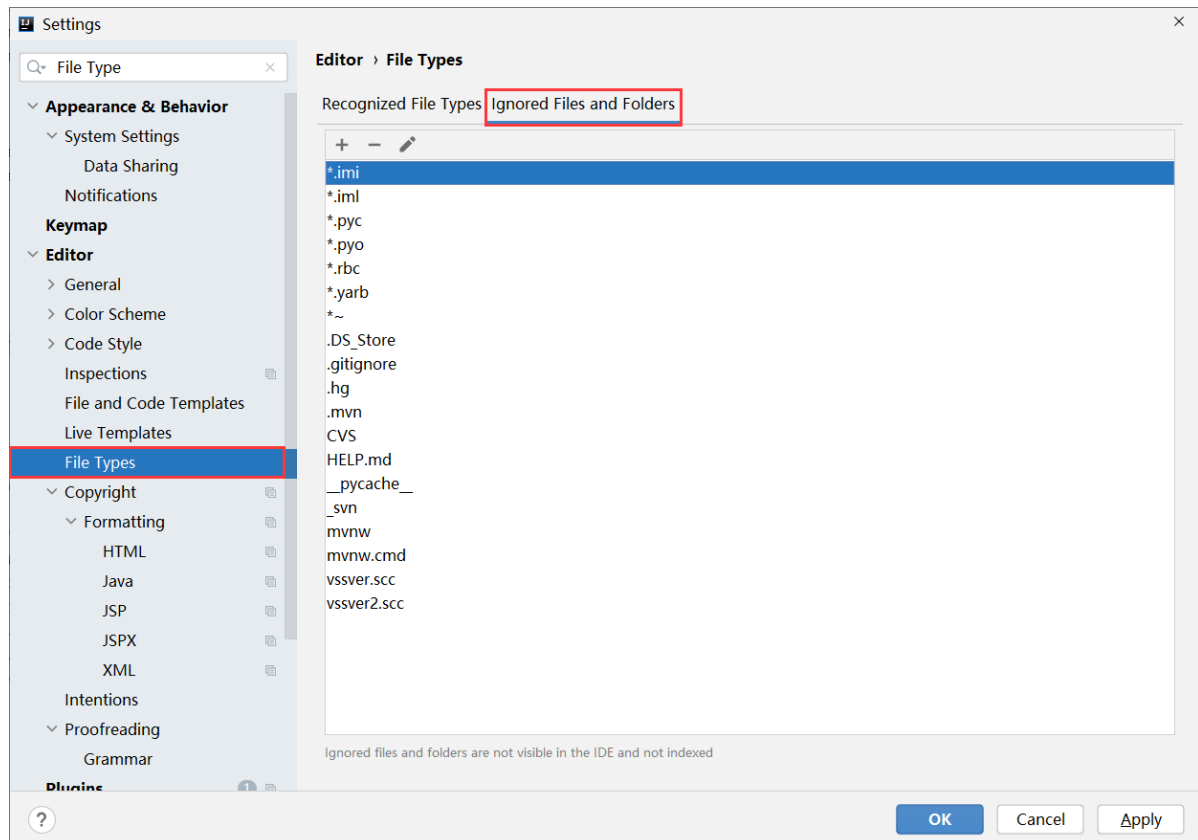 Settings
File Type
Appearance & Behavior
System Settings
Data Sharing
Notifications
Keymap
Editor
General
Color Scheme
Code Style
Inspections
File and Code Templates
Live Templates
File Types
Copyright
Formatting
HTML
Java
JSP
JSPX
XML
Intentions
Proofreading
Grammar
Plugins 1
Editor › File Types
Recognized File Types Ignored Files and Folders
*.imi
*.iml
*.pyc
*.pyo
*.rbc
*.yarb
*~
.DS_Store
.gitignore
.hg
.mvn
CVS
HELP.md
__pycache__
_svn
mvnw
mvnw.cmd
vssver.scc
vssver2.scc
Ignored files and folders are not visible in the IDE and not indexed
? OK Cancel Apply